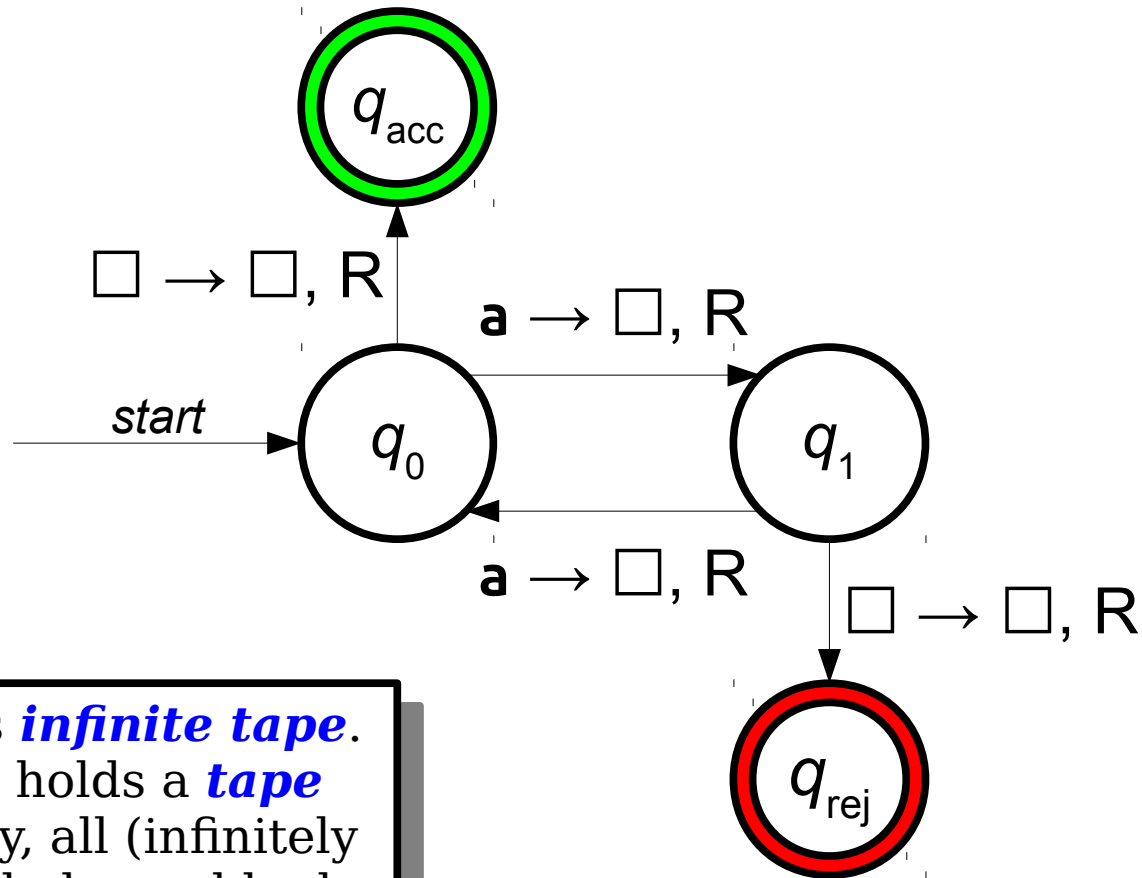 q_acc
□ → □, R
a → □, R
start
q_0
q_1
a → □, R
□ → □, R
infinite tape.
holds a tape
all (infinitely
q_rej